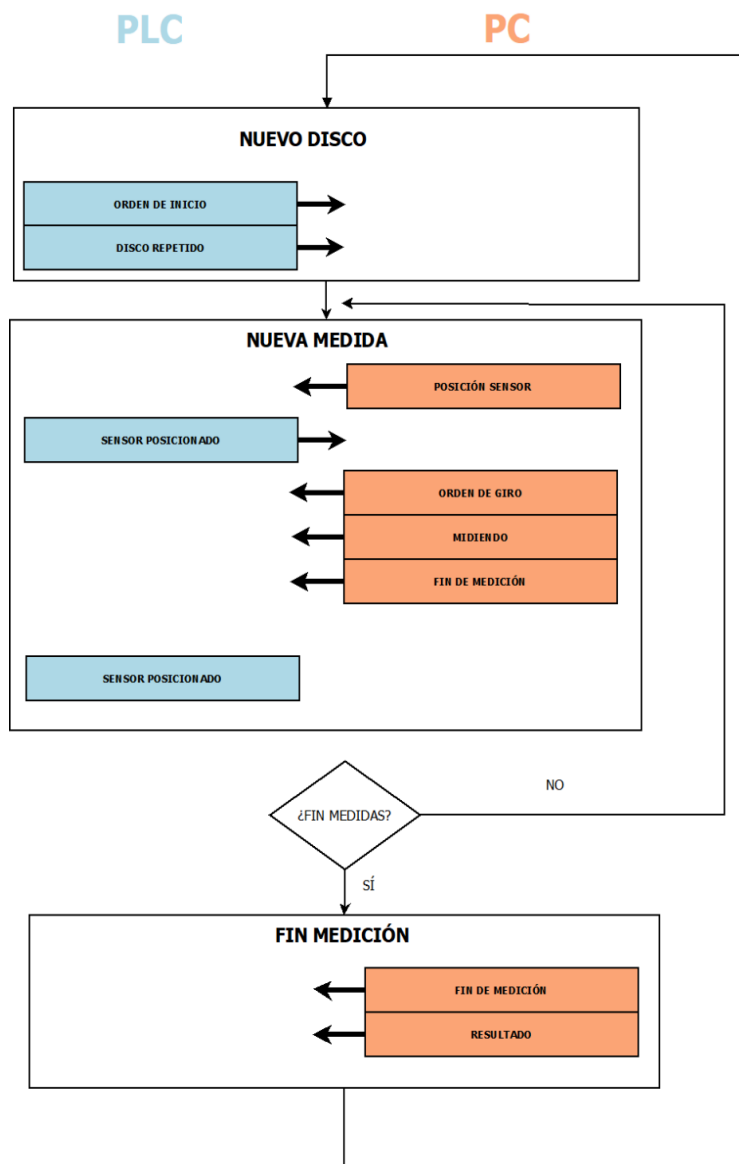 PLC
PC
NUEVO DISCO
ORDEN DE INICIO
DISCO REPETIDO
NUEVA MEDIDA
POSICIÓN SENSOR
SENSOR POSICIONADO
ORDEN DE GIRO
MIDIENDO
FIN DE MEDICIÓN
SENSOR POSICIONADO
NO
¿FIN MEDIDAS?
SÍ
FIN MEDICIÓN
FIN DE MEDICIÓN
RESULTADO